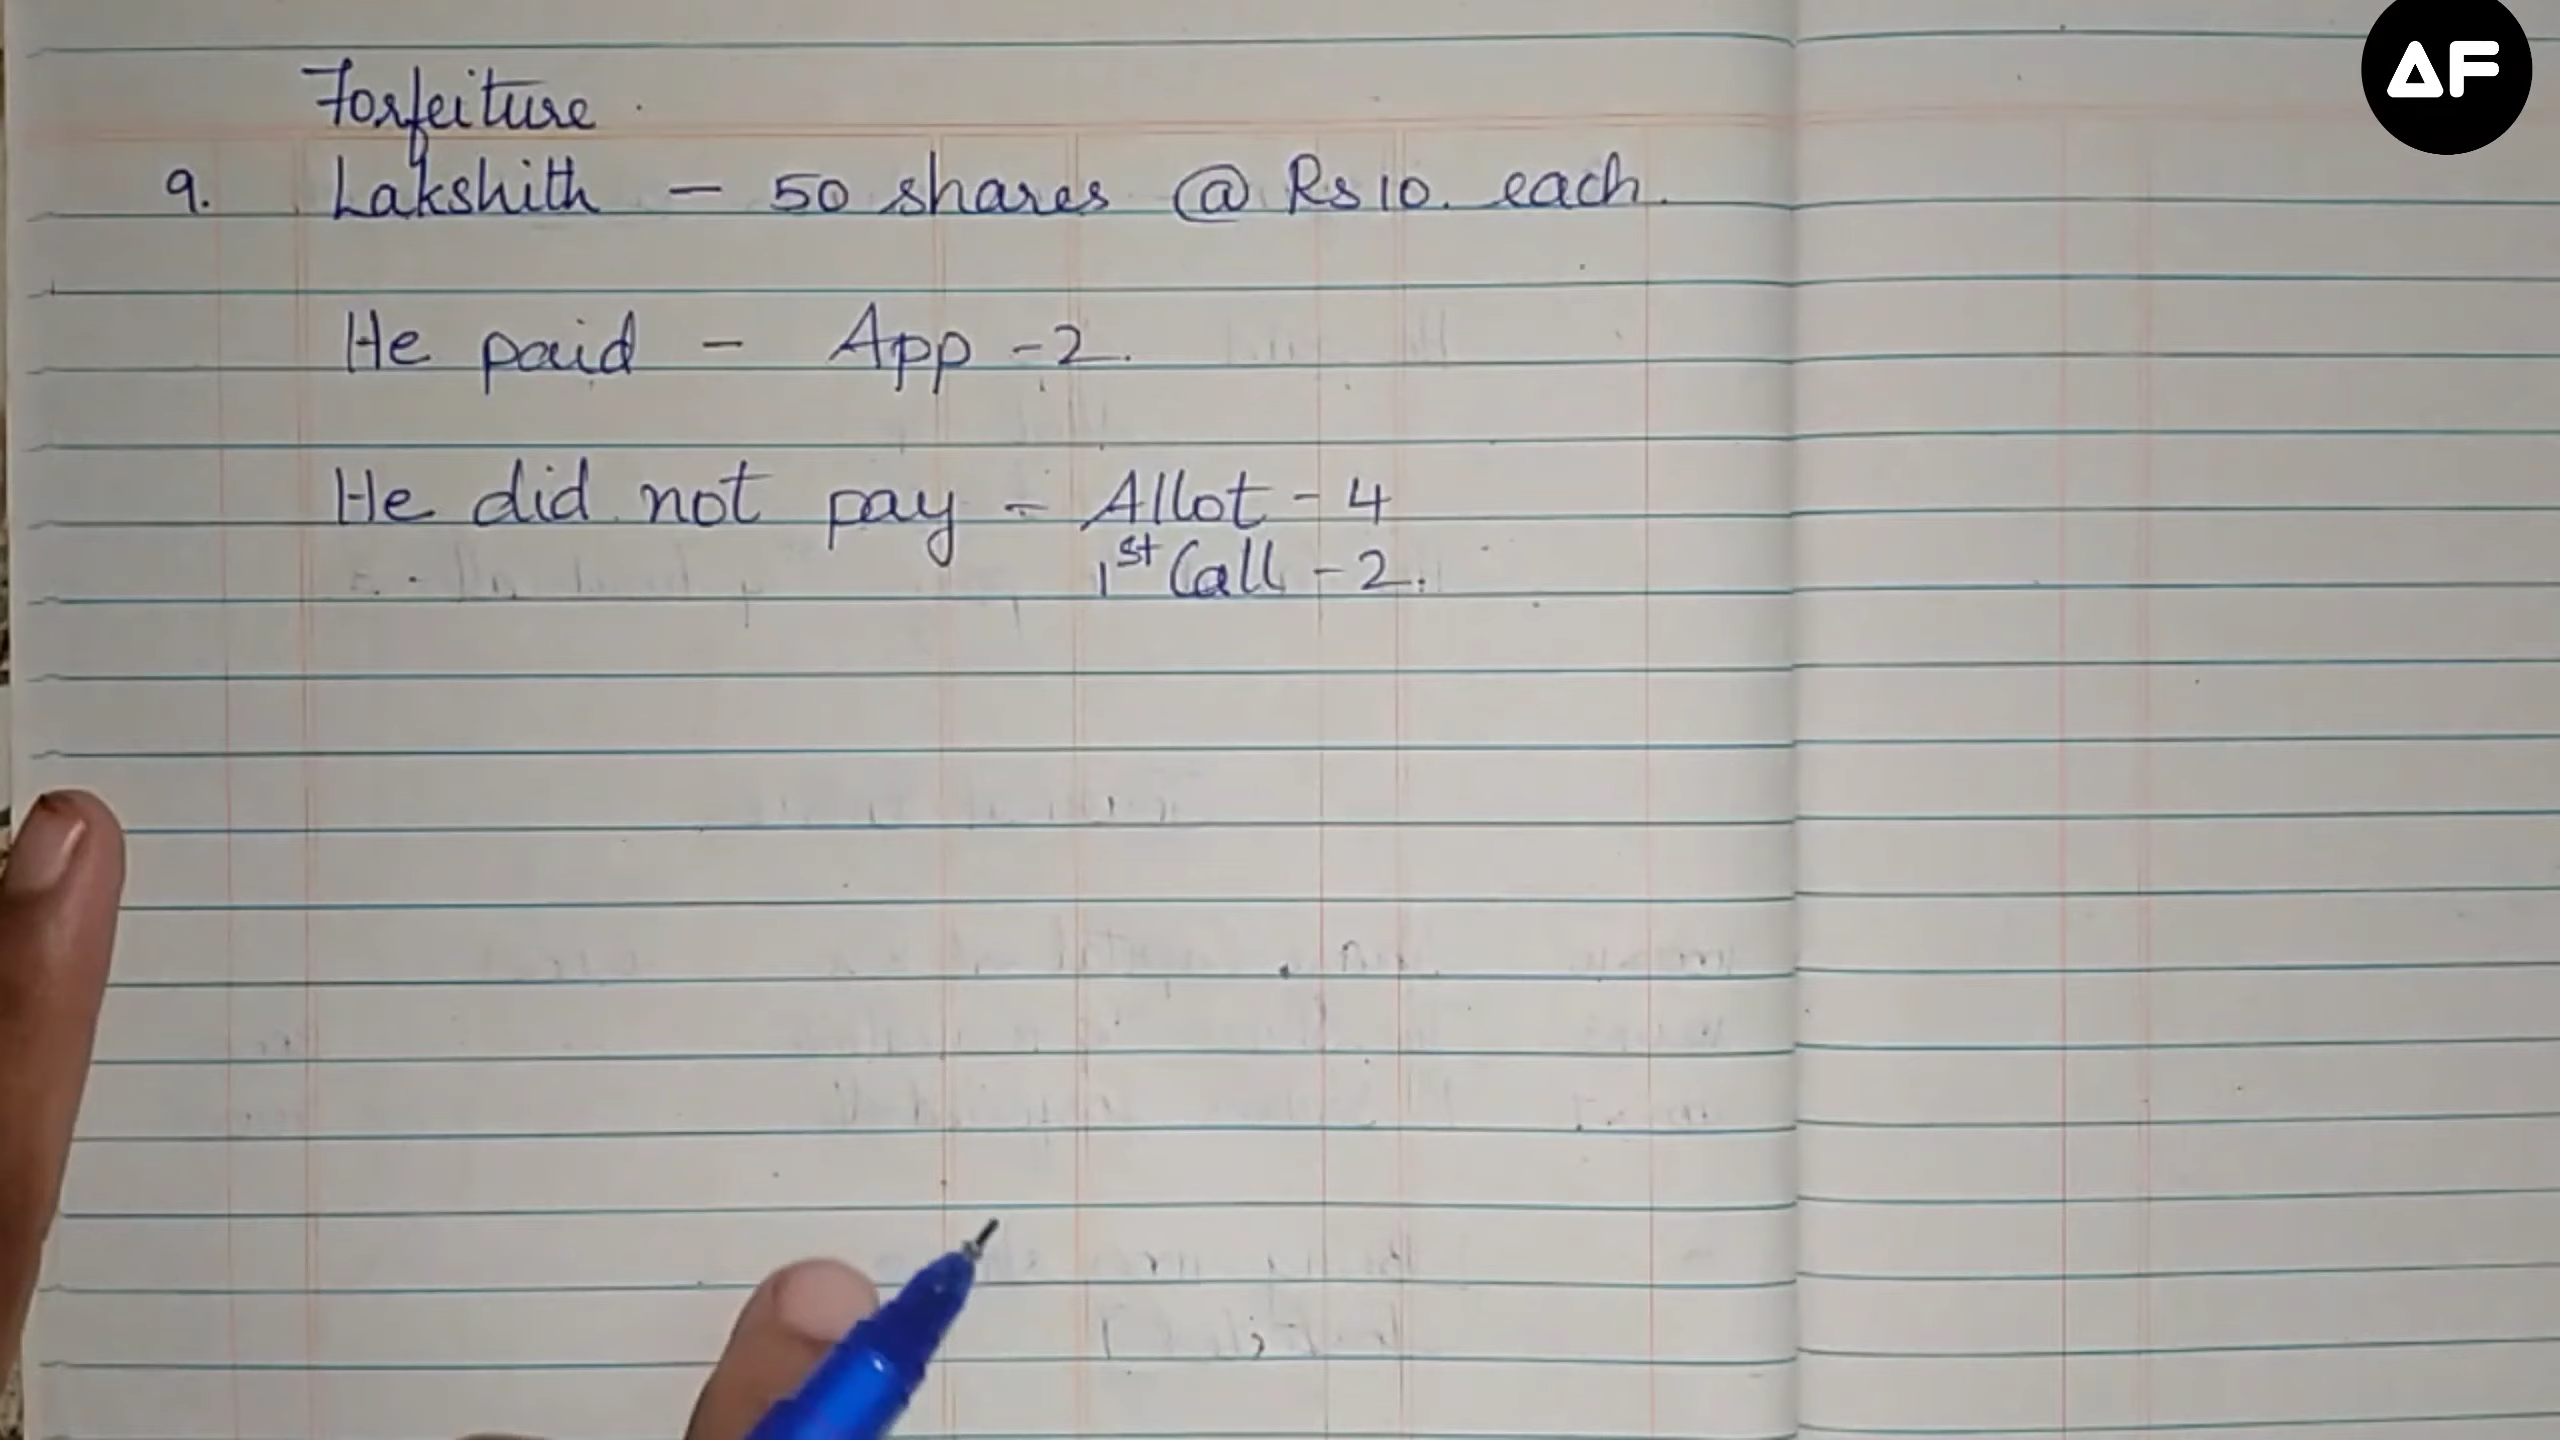 Forfeiture.
9. Lakshith - 50 shares @ Rs 10. each.
He paid - App - 2.
He did not pay - Allot - 4
1st Call - 2.
AF